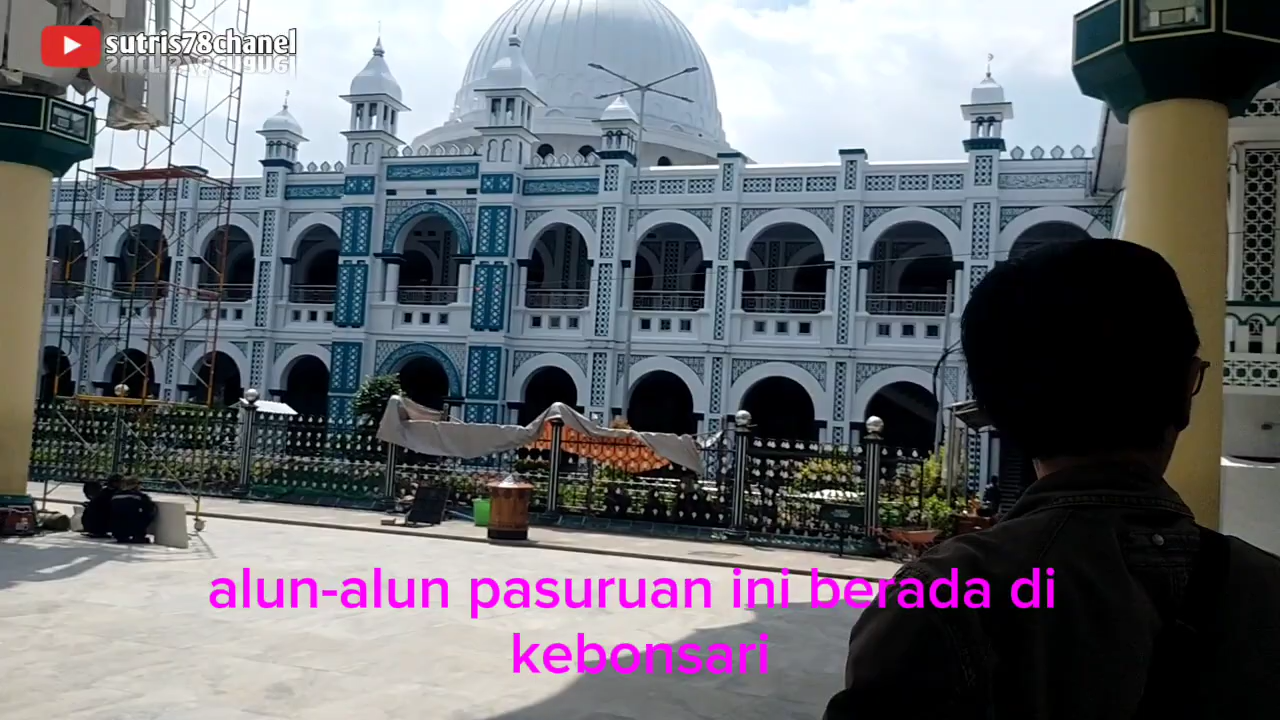 sutris78chanel
alun-alun pasuruan ini berada di
kebonsari